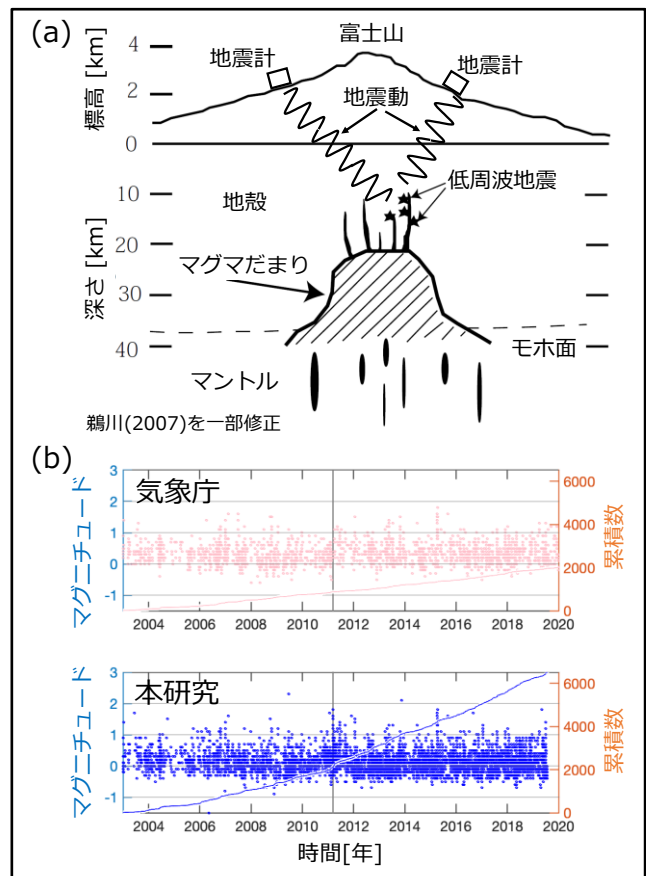 (a)
富士山
地震計
地震計
地震動
標高 [km]
4
2
0
低周波地震
地殻
マグマだまり
深さ [km]
10
20
30
40
モホ面
マントル
鵜川(2007)を一部修正
(b)
気象庁
マグニチュード
3
2
1
0
-1
累積数
6000
4000
2000
0
2004 2006 2008 2010 2012 2014 2016 2018 2020
本研究
マグニチュード
3
2
1
0
-1
累積数
6000
4000
2000
0
2004 2006 2008 2010 2012 2014 2016 2018 2020
時間[年]